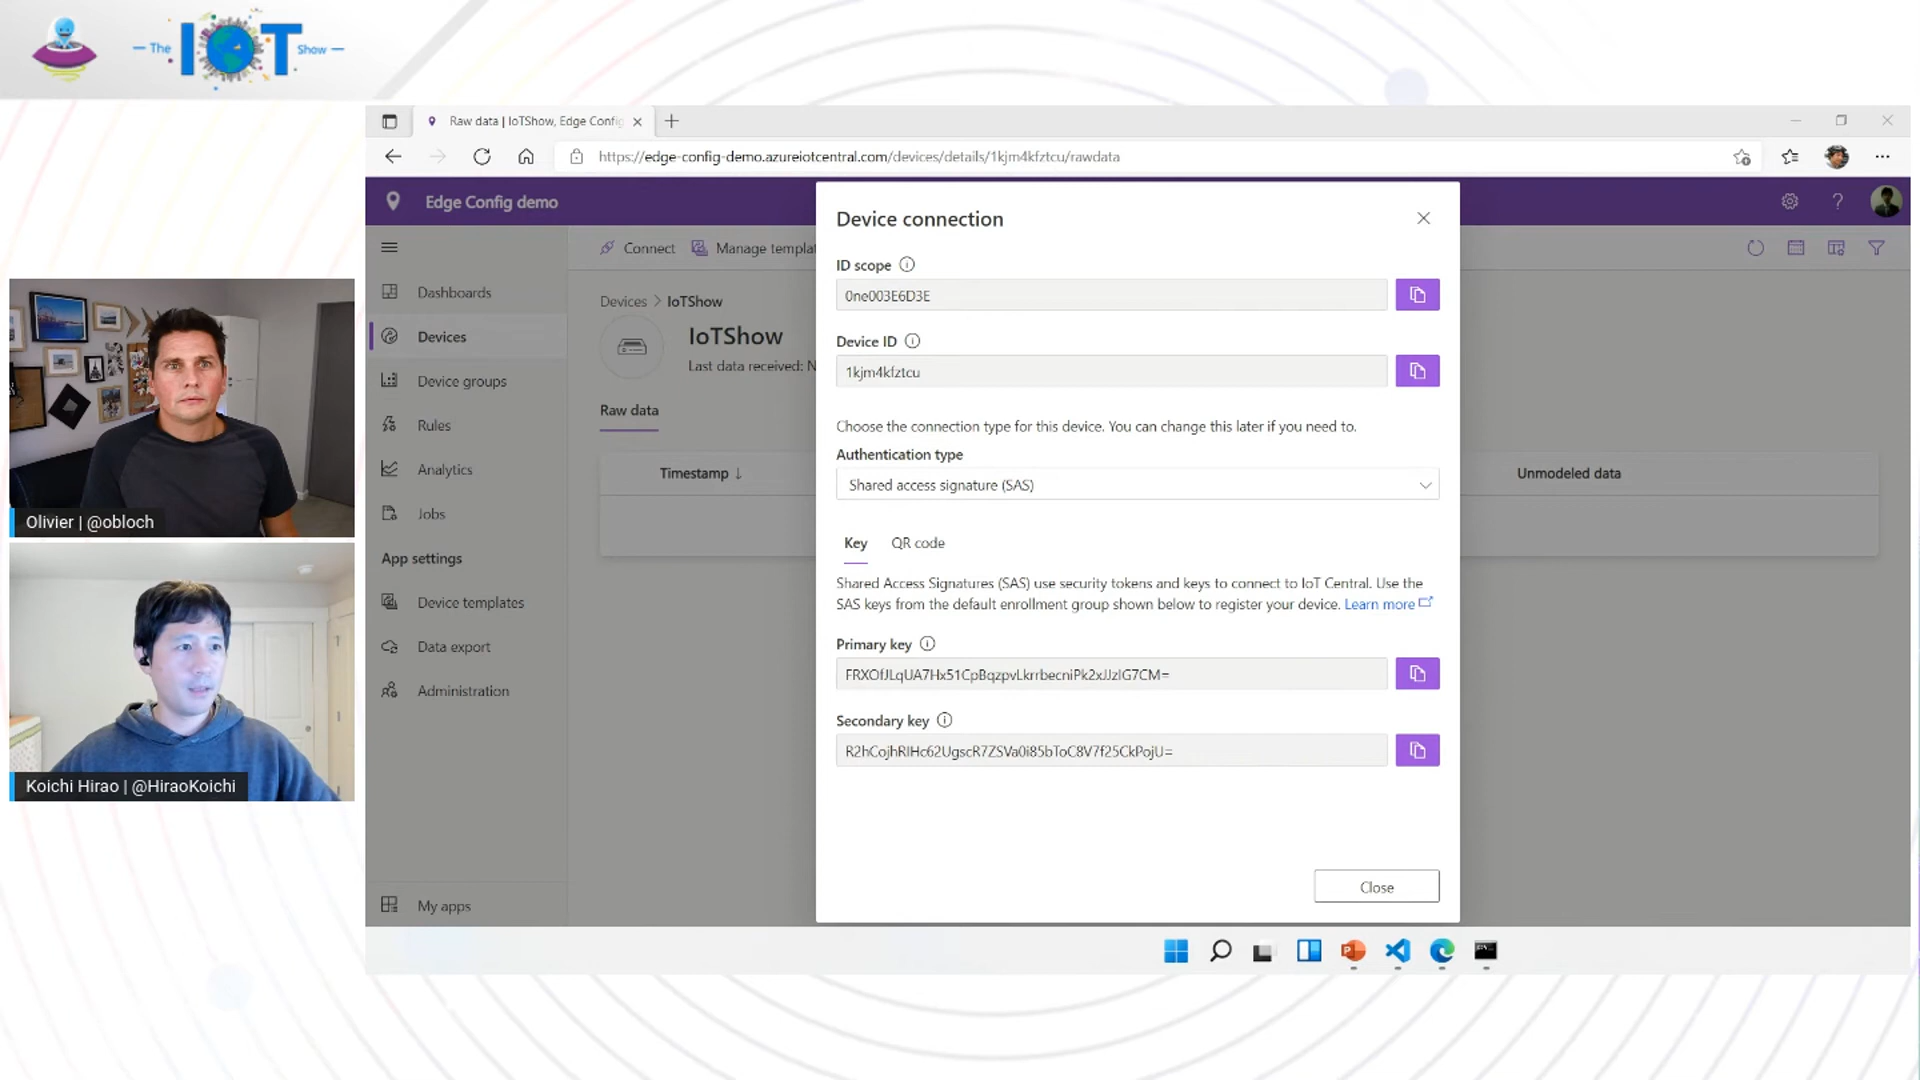 The IOT Show
Raw data | IoTShow, Edge Config
https://edge-config-demo.azureiotcentral.com/devices/details/1kjm4kfztcu/rawdata
Edge Config demo
Connect
Manage templat
Dashboards
Devices
Device groups
Rules
Analytics
Jobs
App settings
Device templates
Data export
Administration
My apps
Devices > IoTShow
IoTShow
Last data received: N
Raw data
Timestamp ↓
Unmodeled data
Device connection
ID scope
0ne003E6D3E
Device ID
1kjm4kfztcu
Choose the connection type for this device. You can change this later if you need to.
Authentication type
Shared access signature (SAS)
Key
QR code
Shared Access Signatures (SAS) use security tokens and keys to connect to IoT Central. Use the
SAS keys from the default enrollment group shown below to register your device. Learn more
Primary key
FRXOfJLqUA7Hx51CpBqzpvLkrrbecniPk2xJJzIG7CM=
Secondary key
R2hCojhRIHc62UgscR7ZSVa0i85bToC8V7f25CkPojU=
Close
Olivier | @obloch
Koichi Hirao | @HiraoKoichi